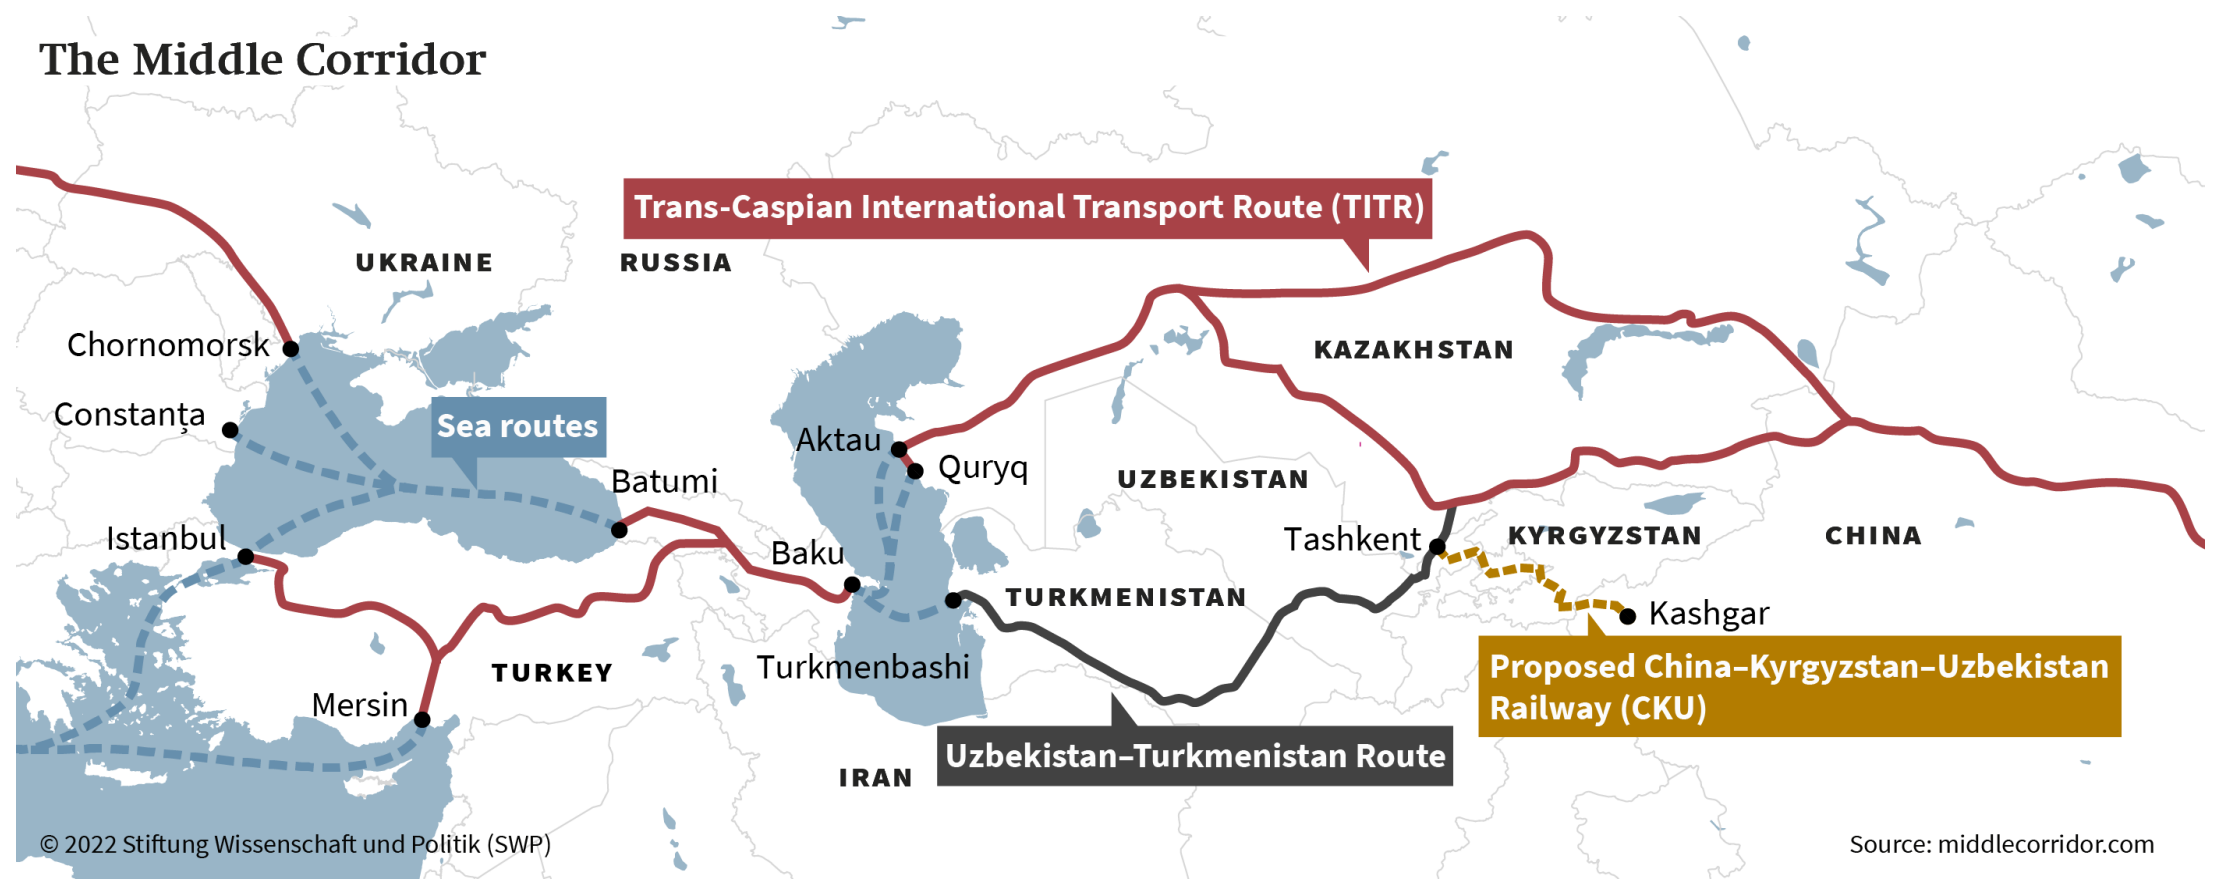 The Middle Corridor
Trans-Caspian International Transport Route (TITR)
UKRAINE
RUSSIA
Chornomorsk
KAZAKHSTAN
Constanța
Sea routes
Aktau
Quryq
Batumi
UZBEKISTAN
Istanbul
Baku
Tashkent
KYRGYZSTAN
CHINA
TURKMENISTAN
Kashgar
TURKEY
Turkmenbashi
Proposed China–Kyrgyzstan–Uzbekistan
Railway (CKU)
Mersin
Uzbekistan–Turkmenistan Route
IRAN
© 2022 Stiftung Wissenschaft und Politik (SWP)
Source: middlecorridor.com